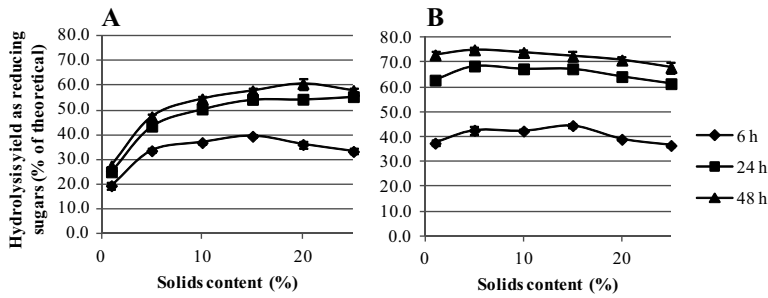 A
B
Hydrolysis yield as reducing
sugars (% of theoretical)
80.0
70.0
60.0
50.0
40.0
30.0
20.0
10.0
0.0
0 10 20
Solids content (%)
80.0
70.0
60.0
50.0
40.0
30.0
20.0
10.0
0.0
0 10 20
Solids content (%)
6 h
24 h
48 h